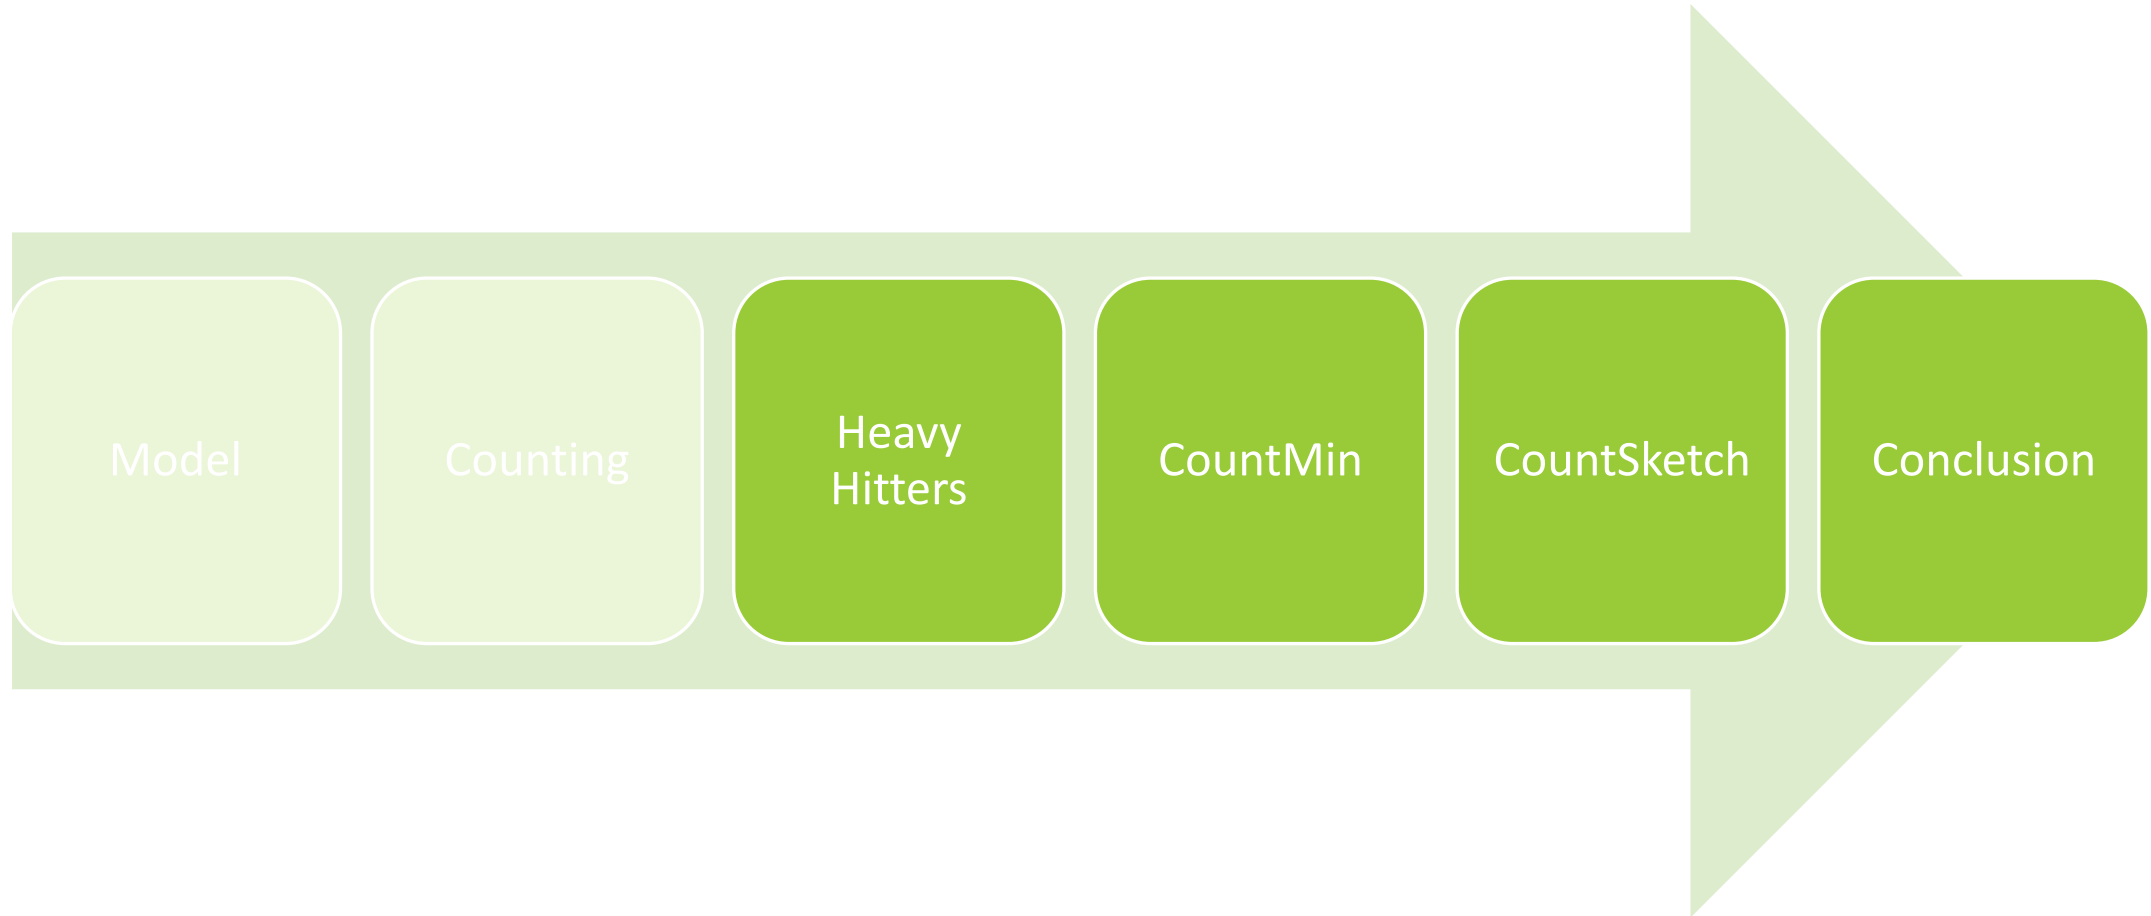 Model
Counting
Heavy
Hitters
CountMin
CountSketch
Conclusion